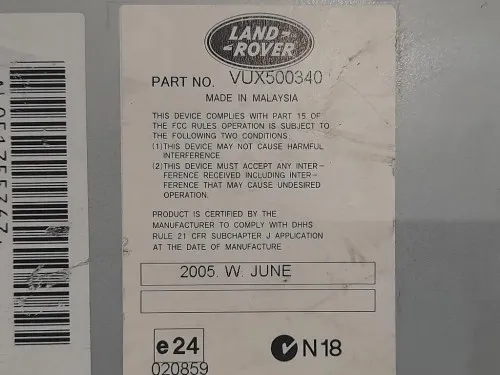 LAND-
-ROVER
PART NO. VUX500340
MADE IN MALAYSIA
THIS DEVICE COMPLIES WITH PART 15 OF
THE FCC RULES OPERATION IS SUBJECT TO
THE FOLLOWING TWO CONDITIONS.
(1)THIS DEVICE MAY NOT CAUSE HARMFUL
INTERFERENCE
(2)THIS DEVICE MUST ACCEPT ANY INTER-
FERENCE RECEIVED INCLUDING INTER-
FERENCE THAT MAY CAUSE UNDESIRED
OPERATION.
PRODUCT IS CERTIFIED BY THE
MANUFACTURER TO COMPLY WITH DHHS
RULE 21 CFR SUBCHAPTER J APPLICATION
AT THE DATE OF MANUFACTURE
2005. W. JUNE
e24
020859
N18